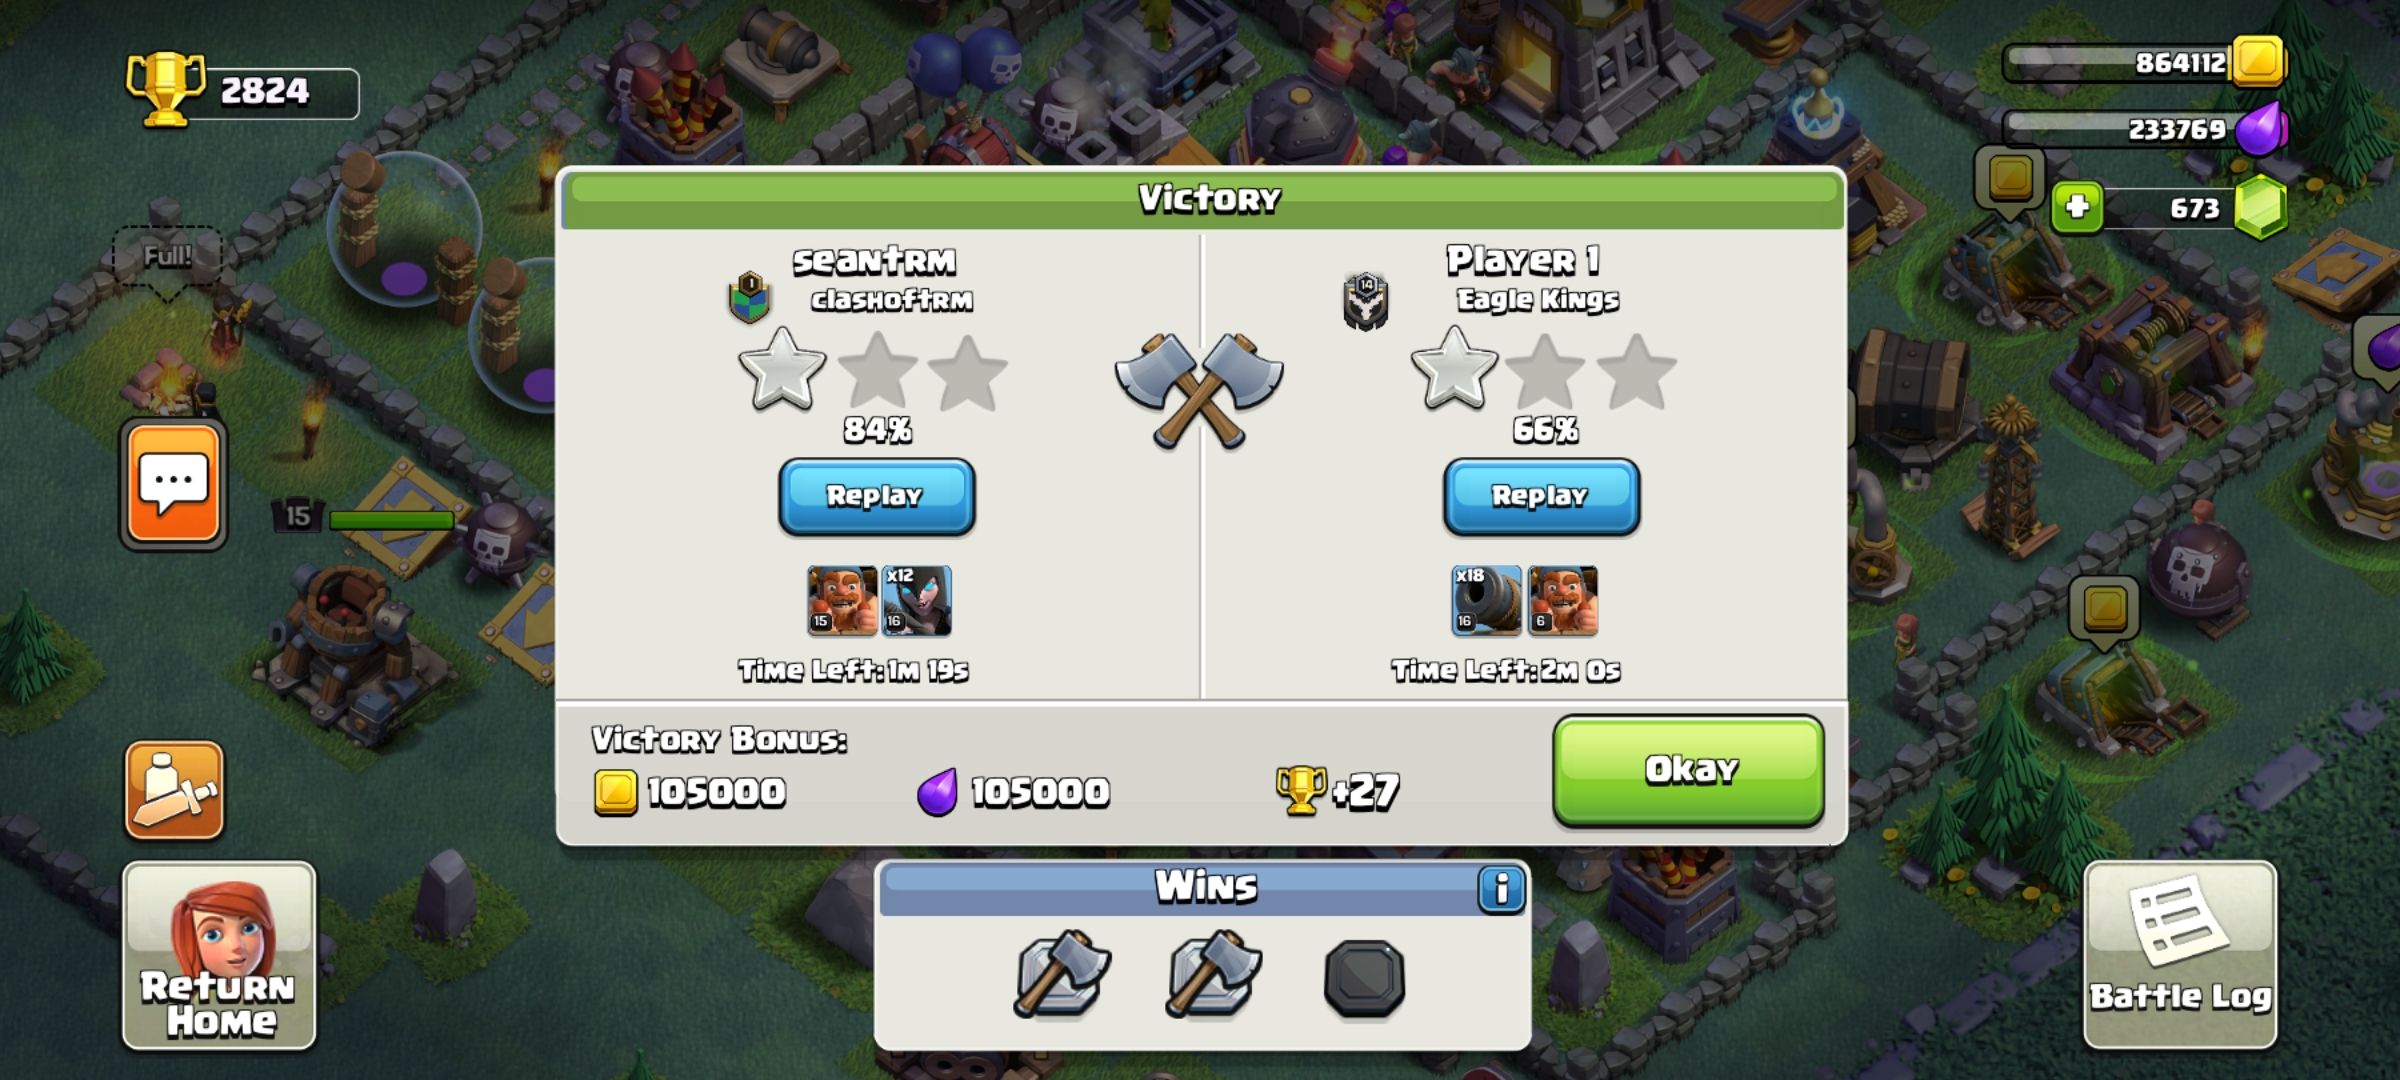 2824
864112
233769
673
Full!
15
Victory
seantrm
1
clashoftrm
84%
Replay
15
x12
16
Time Left:1m 19s
Player 1
14
Eagle Kings
66%
Replay
x18
16
6
Time Left:2m 0s
Victory Bonus:
105000
105000
+27
Okay
Wins
i
Return
Home
Battle Log